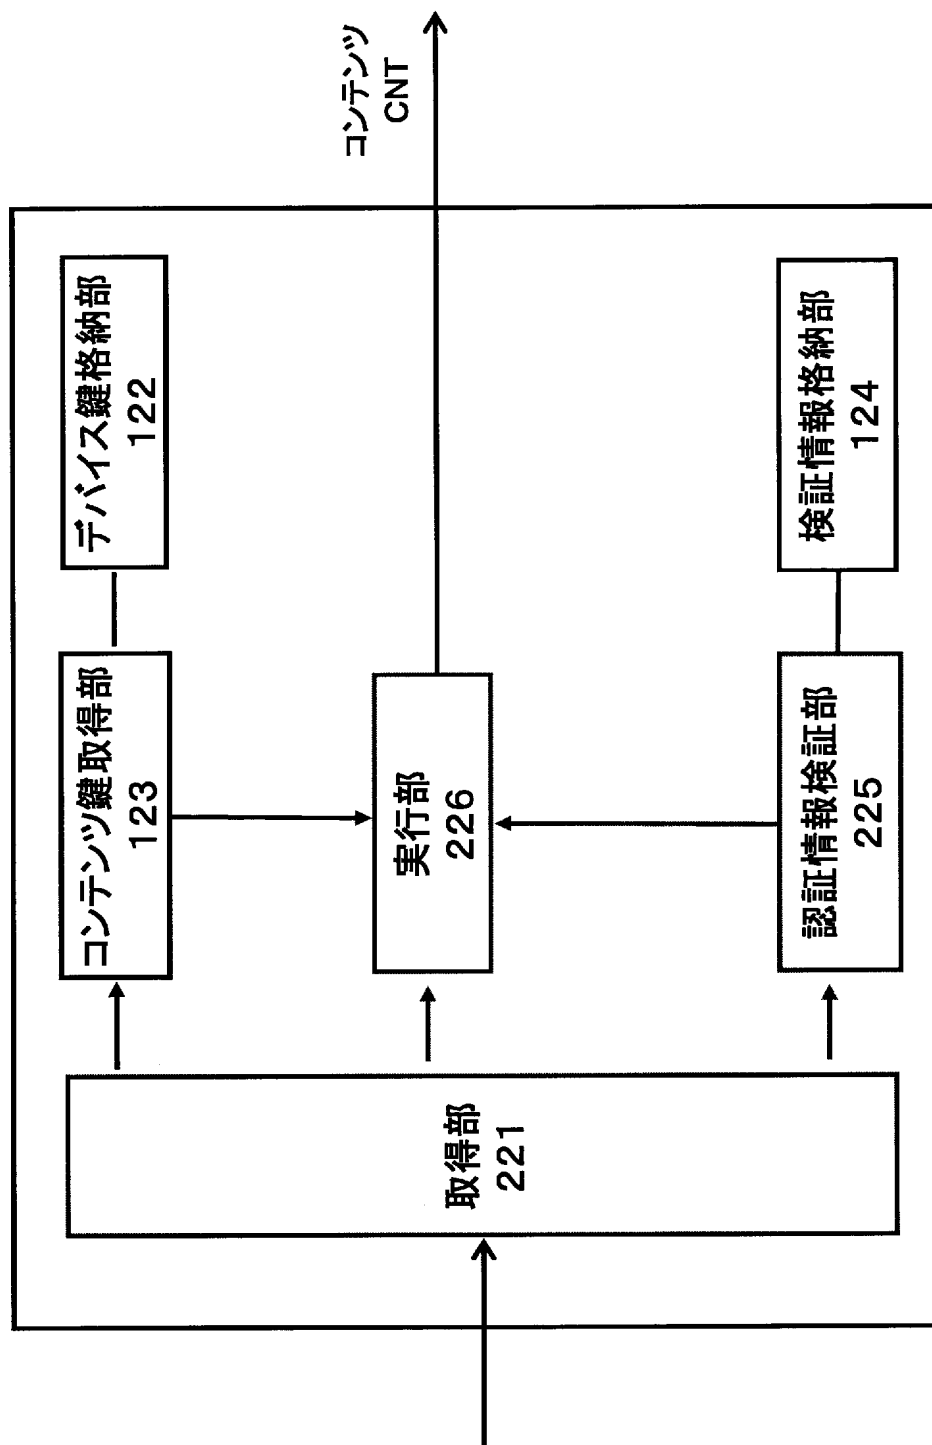 コンテンツ
CNT
デバイス鍵格納部
122
コンテンツ鍵取得部
123
実行部
226
取得部
221
検証情報格納部
124
認証情報検証部
225